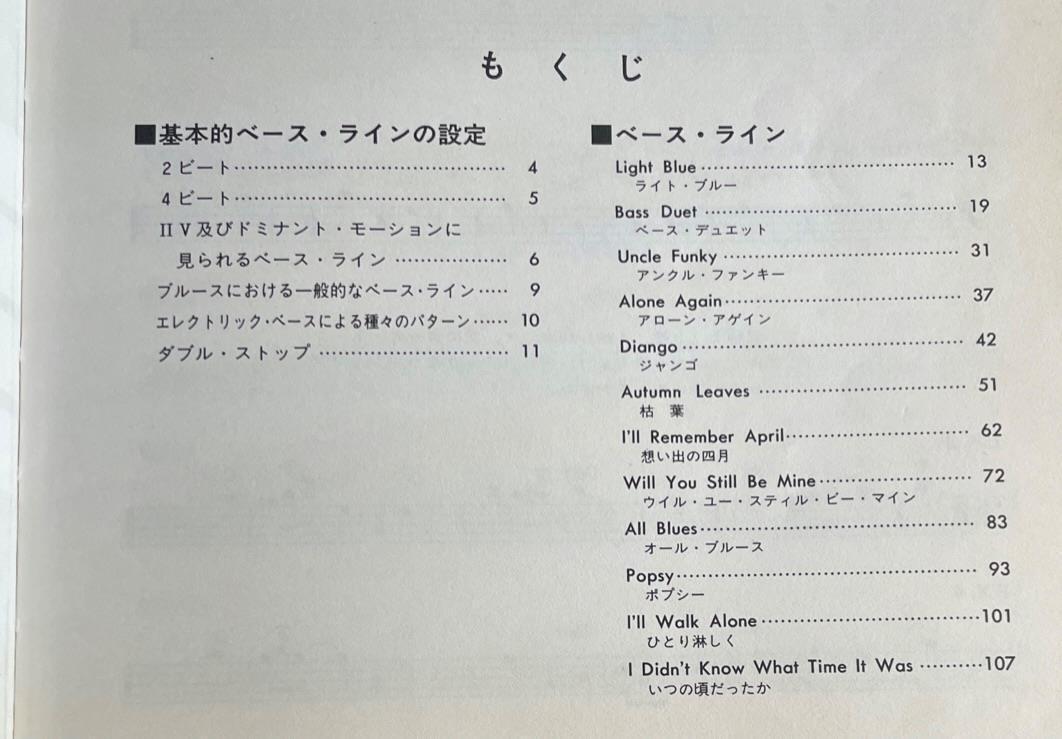 もくじ
■基本的ベース・ラインの設定
2ビート…………………………………… 4
4ビート…………………………………… 5
II V及びドミナント・モーションに
見られるベース・ライン ……………… 6
ブルースにおける一般的なベース・ライン…… 9
エレクトリック・ベースによる種々のパターン…… 10
ダブル・ストップ ………………………… 11
■ベース・ライン
Light Blue…………………………………… 13
ライト・ブルー
Bass Duet …………………………………… 19
ベース・デュエット
Uncle Funky………………………………… 31
アンクル・ファンキー
Alone Again………………………………… 37
アローン・アゲイン
Diango……………………………………… 42
ジャンゴ
Autumn Leaves …………………………… 51
枯 葉
I'll Remember April……………………… 62
想い出の四月
Will You Still Be Mine…………………… 72
ウイル・ユー・スティル・ビー・マイン
All Blues…………………………………… 83
オール・ブルース
Popsy……………………………………… 93
ポプシー
I'll Walk Alone……………………………101
ひとり淋しく
I Didn't Know What Time It Was ………107
いつの頃だったか